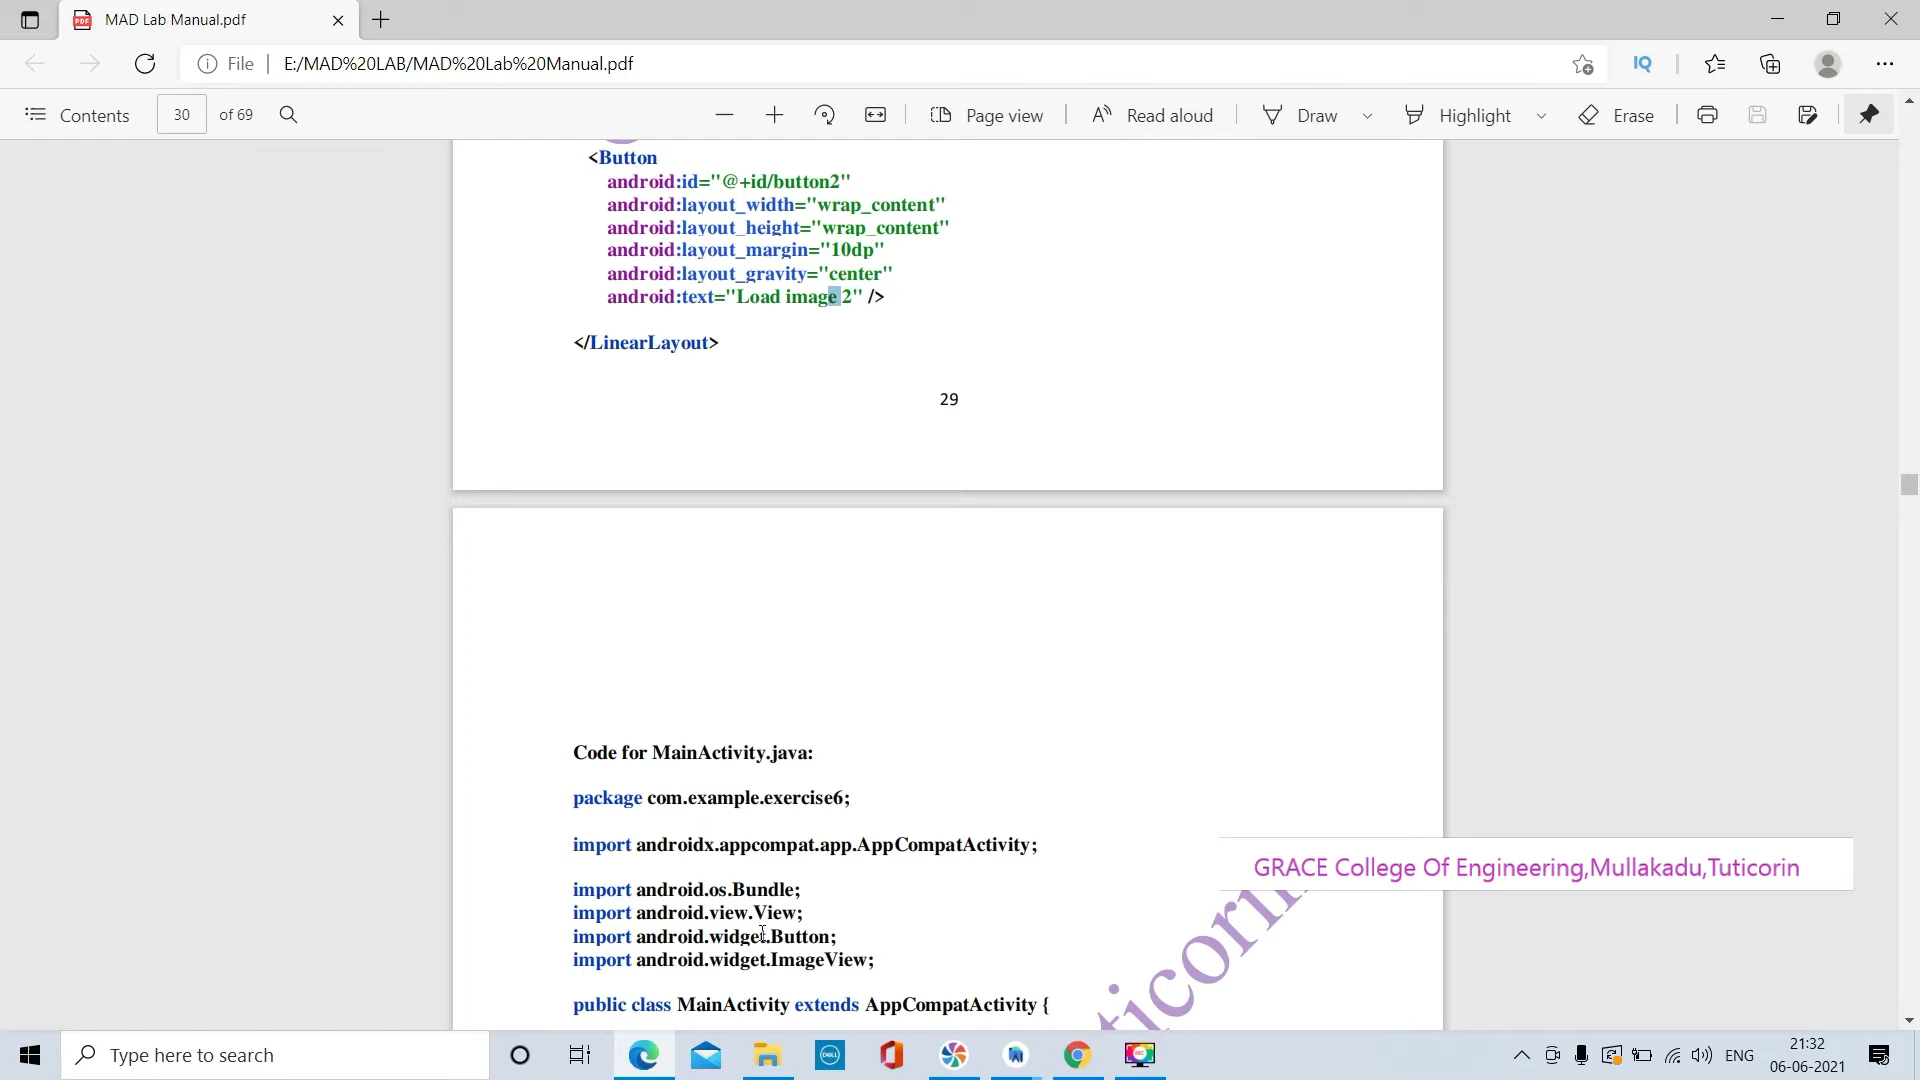 MAD Lab Manual.pdf
File
E:/MAD%20LAB/MAD%20Lab%20Manual.pdf
IQ
Contents
30 of 69
Page view
Read aloud
Draw
Highlight
Erase
<Button
android:id="@+id/button2"
android:layout_width="wrap_content"
android:layout_height="wrap_content"
android:layout_margin="10dp"
android:layout_gravity="center"
android:text="Load image 2" />
</LinearLayout>
29
Code for MainActivity.java:
package com.example.exercise6;
import androidx.appcompat.app.AppCompatActivity;
import android.os.Bundle;
import android.view.View;
import android.widget.Button;
import android.widget.ImageView;
public class MainActivity extends AppCompatActivity {
ticorin
GRACE College Of Engineering,Mullakadu,Tuticorin
Type here to search
DELL
ENG
21:32
06-06-2021